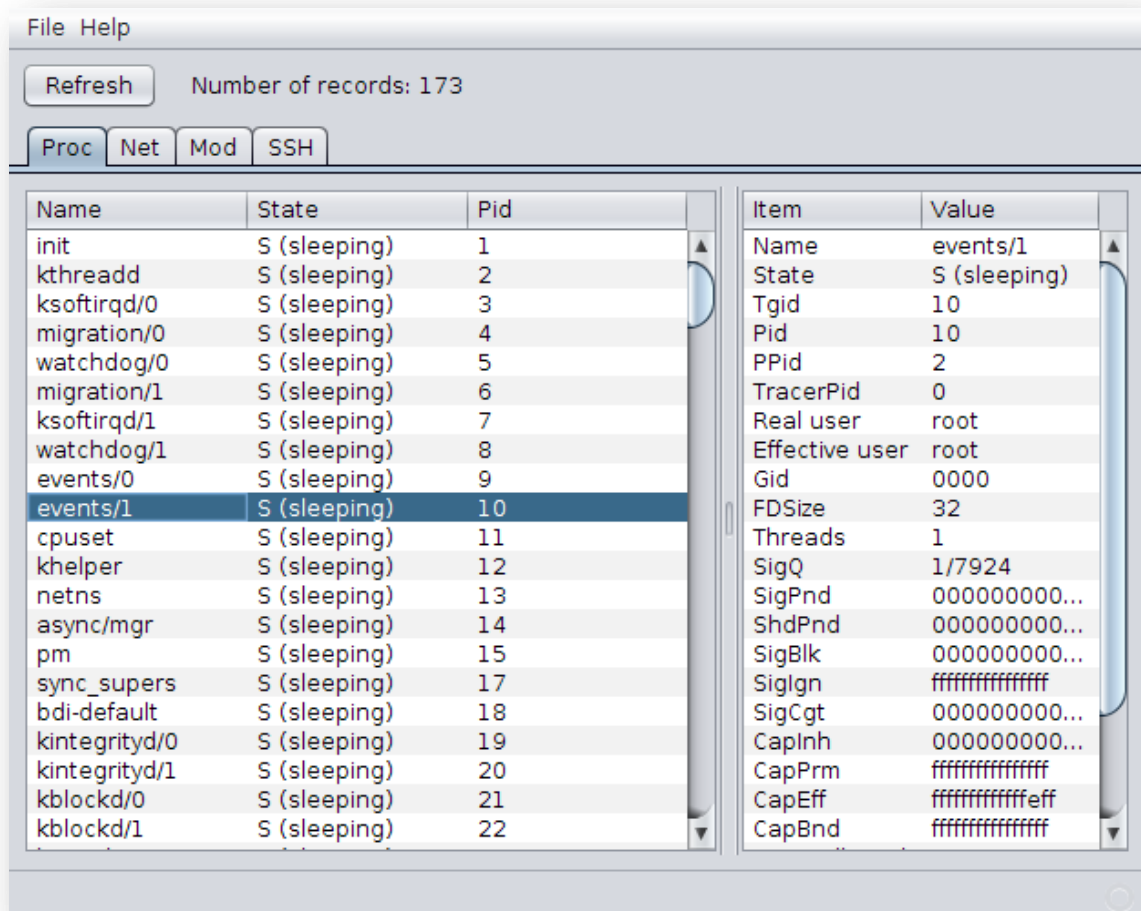 File Help
Refresh Number of records: 173
Proc Net Mod SSH
Name State Pid
init S (sleeping) 1
kthreadd S (sleeping) 2
ksoftirqd/0 S (sleeping) 3
migration/0 S (sleeping) 4
watchdog/0 S (sleeping) 5
migration/1 S (sleeping) 6
ksoftirqd/1 S (sleeping) 7
watchdog/1 S (sleeping) 8
events/0 S (sleeping) 9
events/1 S (sleeping) 10
cpuset S (sleeping) 11
khelper S (sleeping) 12
netns S (sleeping) 13
async/mgr S (sleeping) 14
pm S (sleeping) 15
sync_supers S (sleeping) 17
bdi-default S (sleeping) 18
kintegrityd/0 S (sleeping) 19
kintegrityd/1 S (sleeping) 20
kblockd/0 S (sleeping) 21
kblockd/1 S (sleeping) 22
Item Value
Name events/1
State S (sleeping)
Tgid 10
Pid 10
PPid 2
TracerPid 0
Real user root
Effective user root
Gid 0000
FDSize 32
Threads 1
SigQ 1/7924
SigPnd 000000000...
ShdPnd 000000000...
SigBlk 000000000...
SigIgn ffffffffffffffff
SigCgt 000000000...
CapInh 000000000...
CapPrm ffffffffffffffff
CapEff fffffffffffffeff
CapBnd ffffffffffffffff